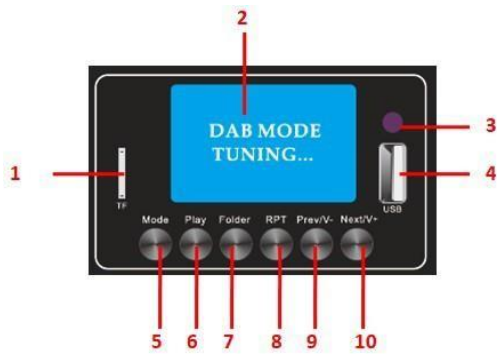 2
DAB MODE
TUNING...
3
1
4
TF
USB
Mode Play Folder RPT Prev/V- Next/V+
5 6 7 8 9 10